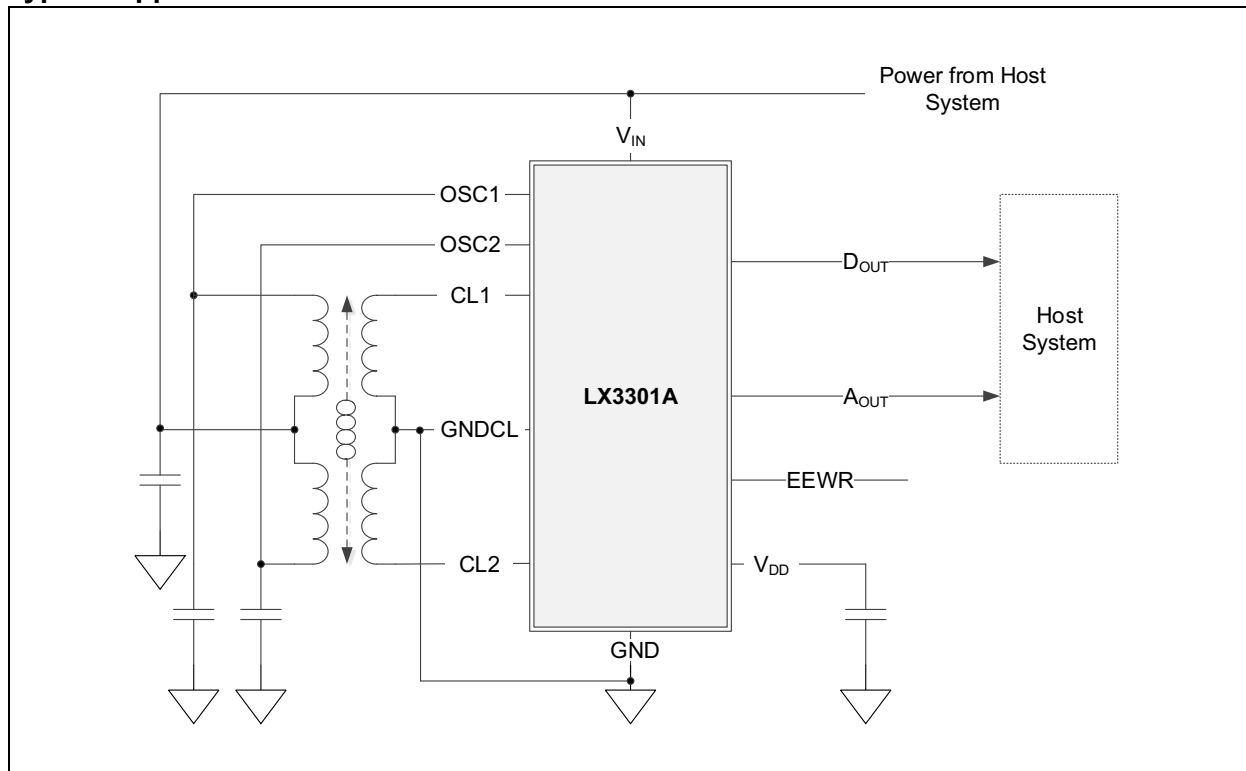 Power from Host
System
VIN
OSC1
OSC2
CL1
DOUT
Host
System
LX3301A
AOUT
GNDCL
EEWR
CL2
VDD
GND